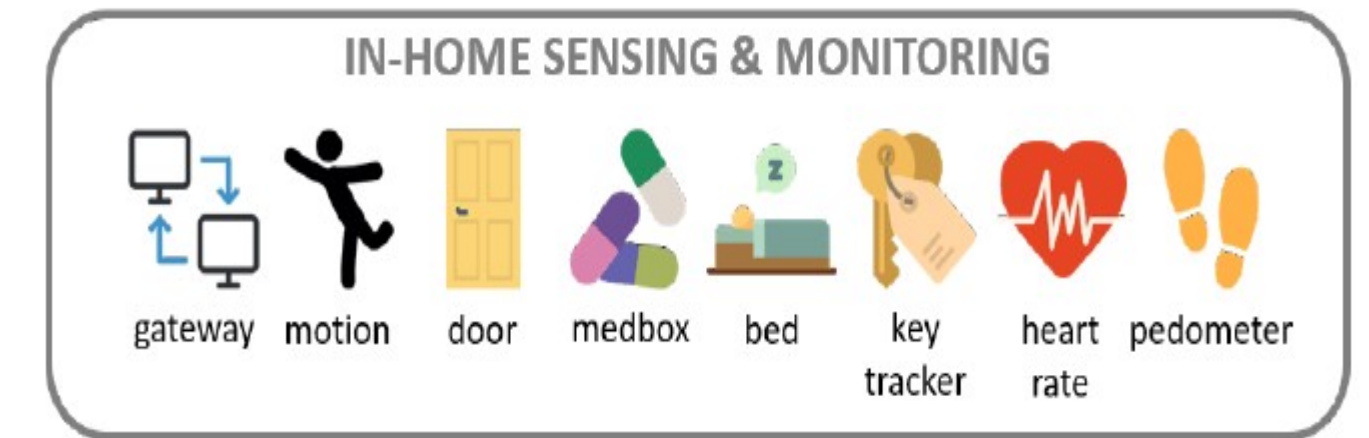 IN-HOME SENSING & MONITORING
z
gateway motion door medbox bed key heart pedometer
tracker rate